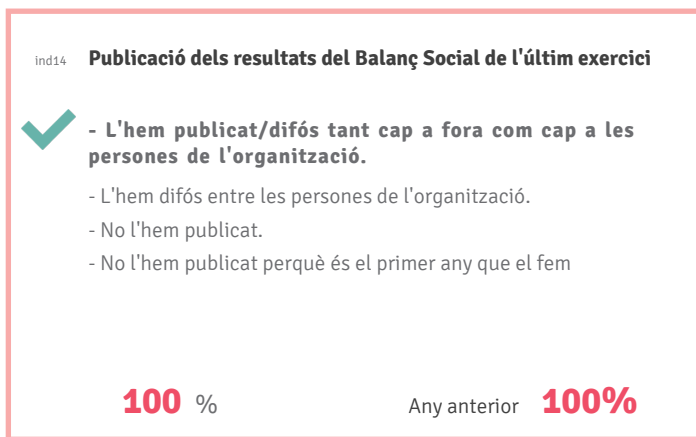 ind14 Publicació dels resultats del Balanç Social de l'últim exercici
- L'hem publicat/difós tant cap a fora com cap a les
persones de l'organització.
- L'hem difós entre les persones de l'organització.
- No l'hem publicat.
- No l'hem publicat perquè és el primer any que el fem
100 % Any anterior 100%